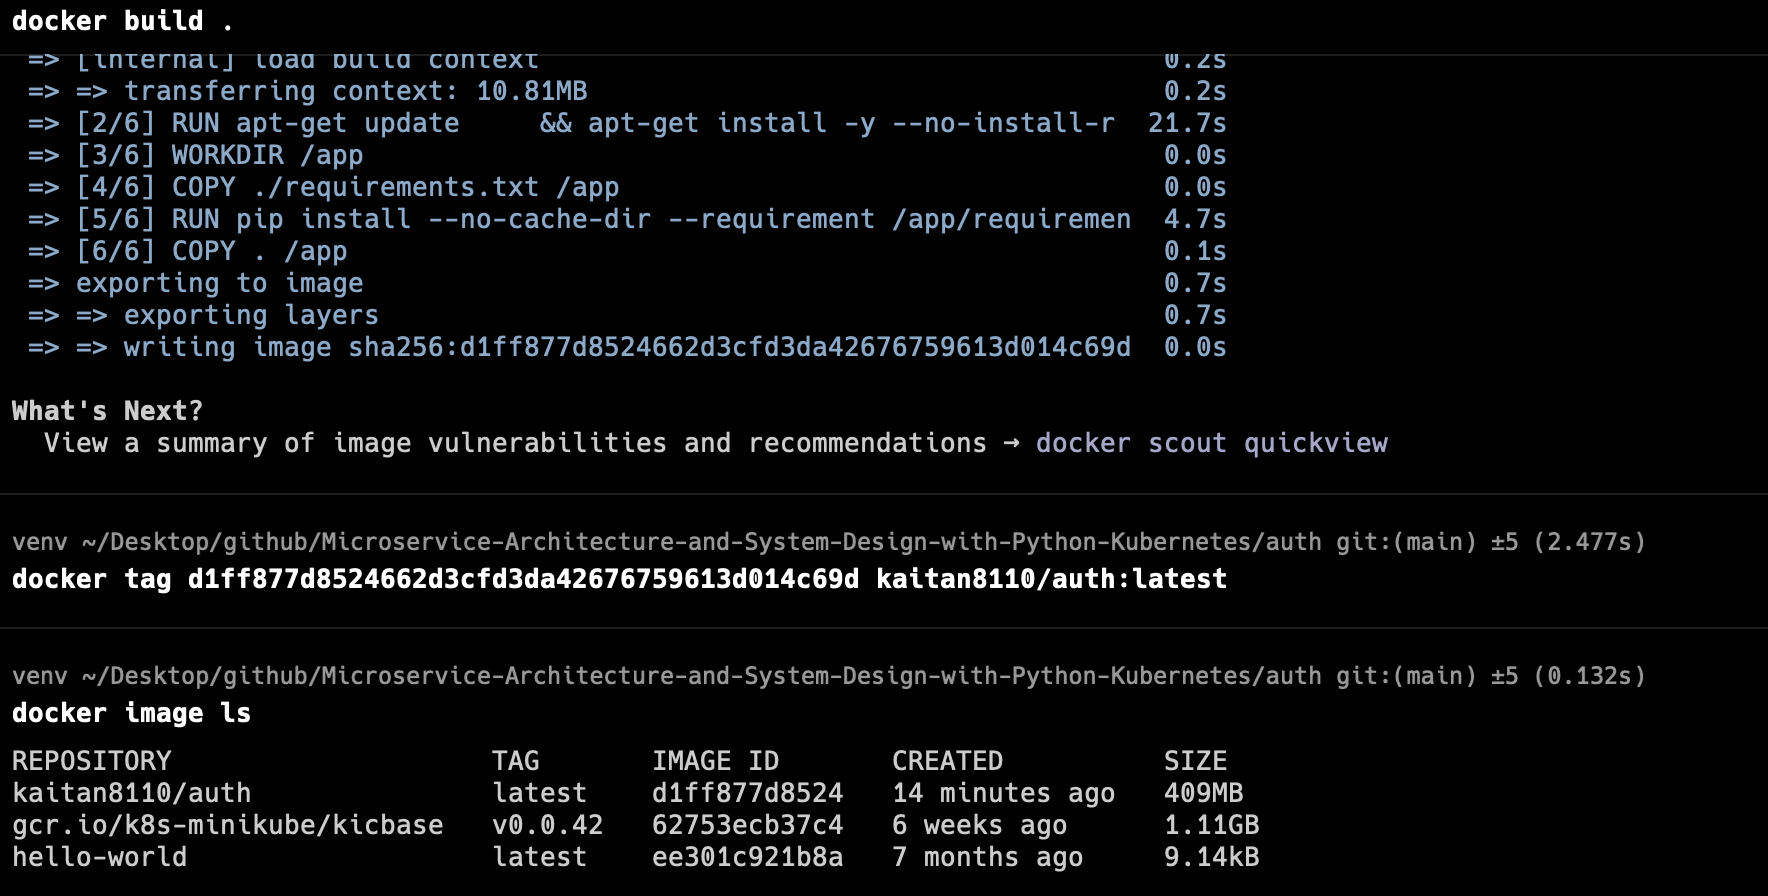 docker build .
=> [internal] load build context 0.2s
=> => transferring context: 10.81MB 0.2s
=> [2/6] RUN apt-get update     && apt-get install -y --no-install-r 21.7s
=> [3/6] WORKDIR /app 0.0s
=> [4/6] COPY ./requirements.txt /app 0.0s
=> [5/6] RUN pip install --no-cache-dir --requirement /app/requiremen 4.7s
=> [6/6] COPY . /app 0.1s
=> exporting to image 0.7s
=> => exporting layers 0.7s
=> => writing image sha256:d1ff877d8524662d3cfd3da42676759613d014c69d 0.0s
What's Next?
View a summary of image vulnerabilities and recommendations → docker scout quickview
venv ~/Desktop/github/Microservice-Architecture-and-System-Design-with-Python-Kubernetes/auth git:(main) ±5 (2.477s)
docker tag d1ff877d8524662d3cfd3da42676759613d014c69d kaitan8110/auth:latest
venv ~/Desktop/github/Microservice-Architecture-and-System-Design-with-Python-Kubernetes/auth git:(main) ±5 (0.132s)
docker image ls
REPOSITORY TAG IMAGE ID CREATED SIZE
kaitan8110/auth latest d1ff877d8524 14 minutes ago 409MB
gcr.io/k8s-minikube/kicbase v0.0.42 62753ecb37c4 6 weeks ago 1.11GB
hello-world latest ee301c921b8a 7 months ago 9.14kB